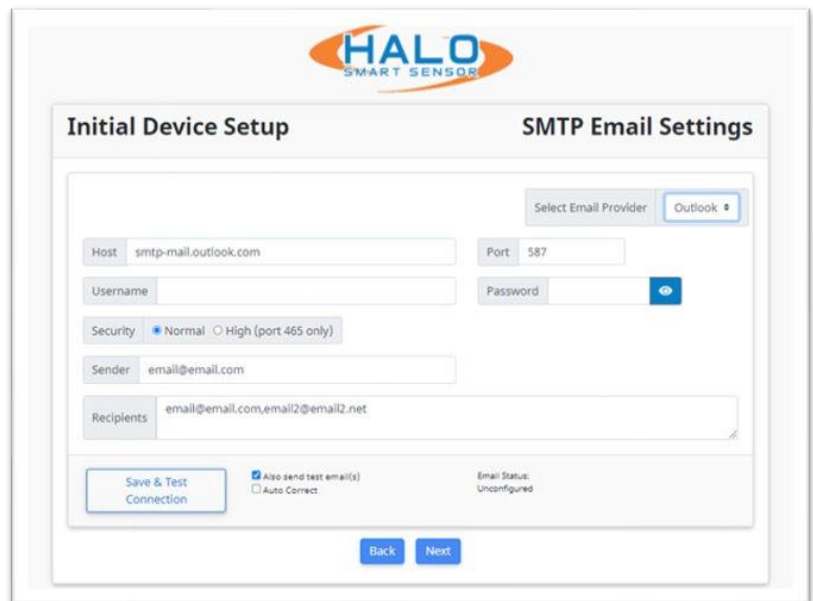 HALO
SMART SENSOR
Initial Device Setup
SMTP Email Settings
Select Email Provider Outlook
Host smtp-mail.outlook.com Port 587
Username Password
Security Normal High (port 465 only)
Sender email@email.com
Recipients email@email.com,email2@email2.net
Save & Test
Connection
Also send test email(s)
Auto Correct
Email Status:
Unconfigured
Back Next